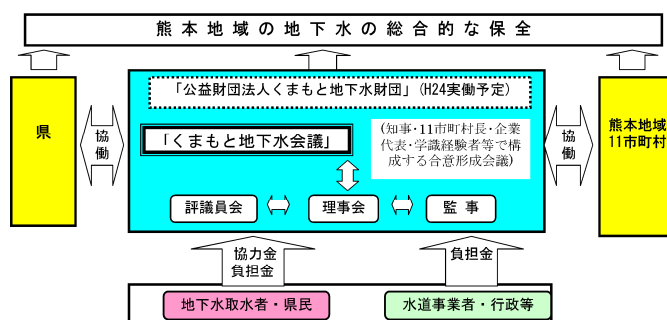 熊本地域の地下水の総合的な保全
「公益財団法人くまもと地下水財団」(H24実働予定)
県
協働
「くまもと地下水会議」
(知事・11市町村長・企業
代表・学識経験者等で構
成する合意形成会議)
協働
熊本地域
11市町村
評議員会
理事会
監事
協力金
負担金
負担金
地下水取水者・県民
水道事業者・行政等